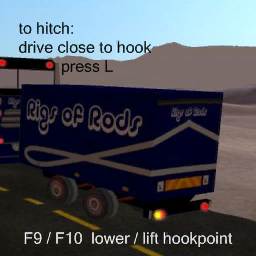 to hitch:
drive close to hook
press L
Rigs of Rods
Rigs of Rods
F9 / F10 lower / lift hookpoint